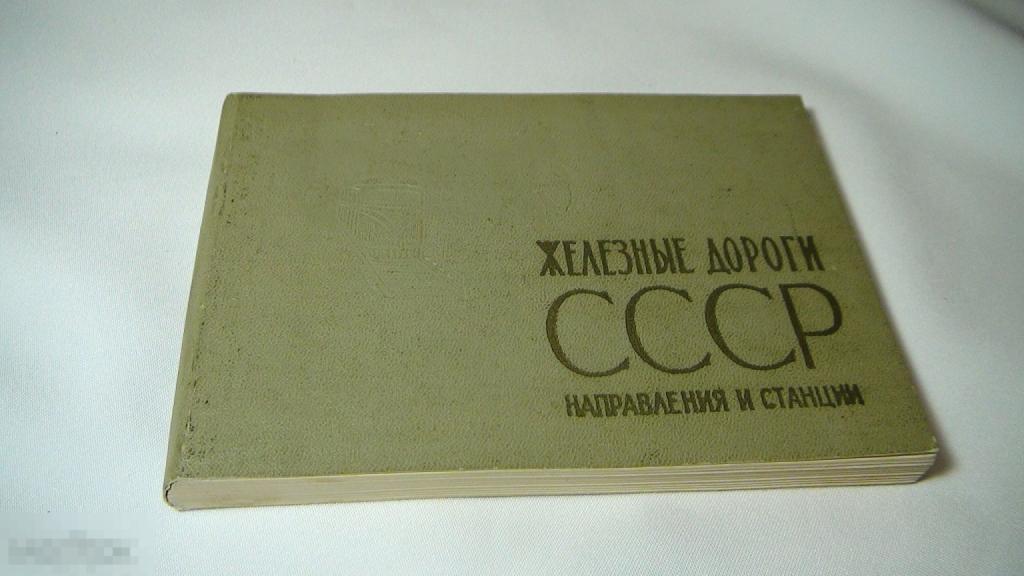 ЖЕЛЕЗНЫЕ ДОРОГИ
СССР
НАПРАВЛЕНИЯ И СТАНЦИИ